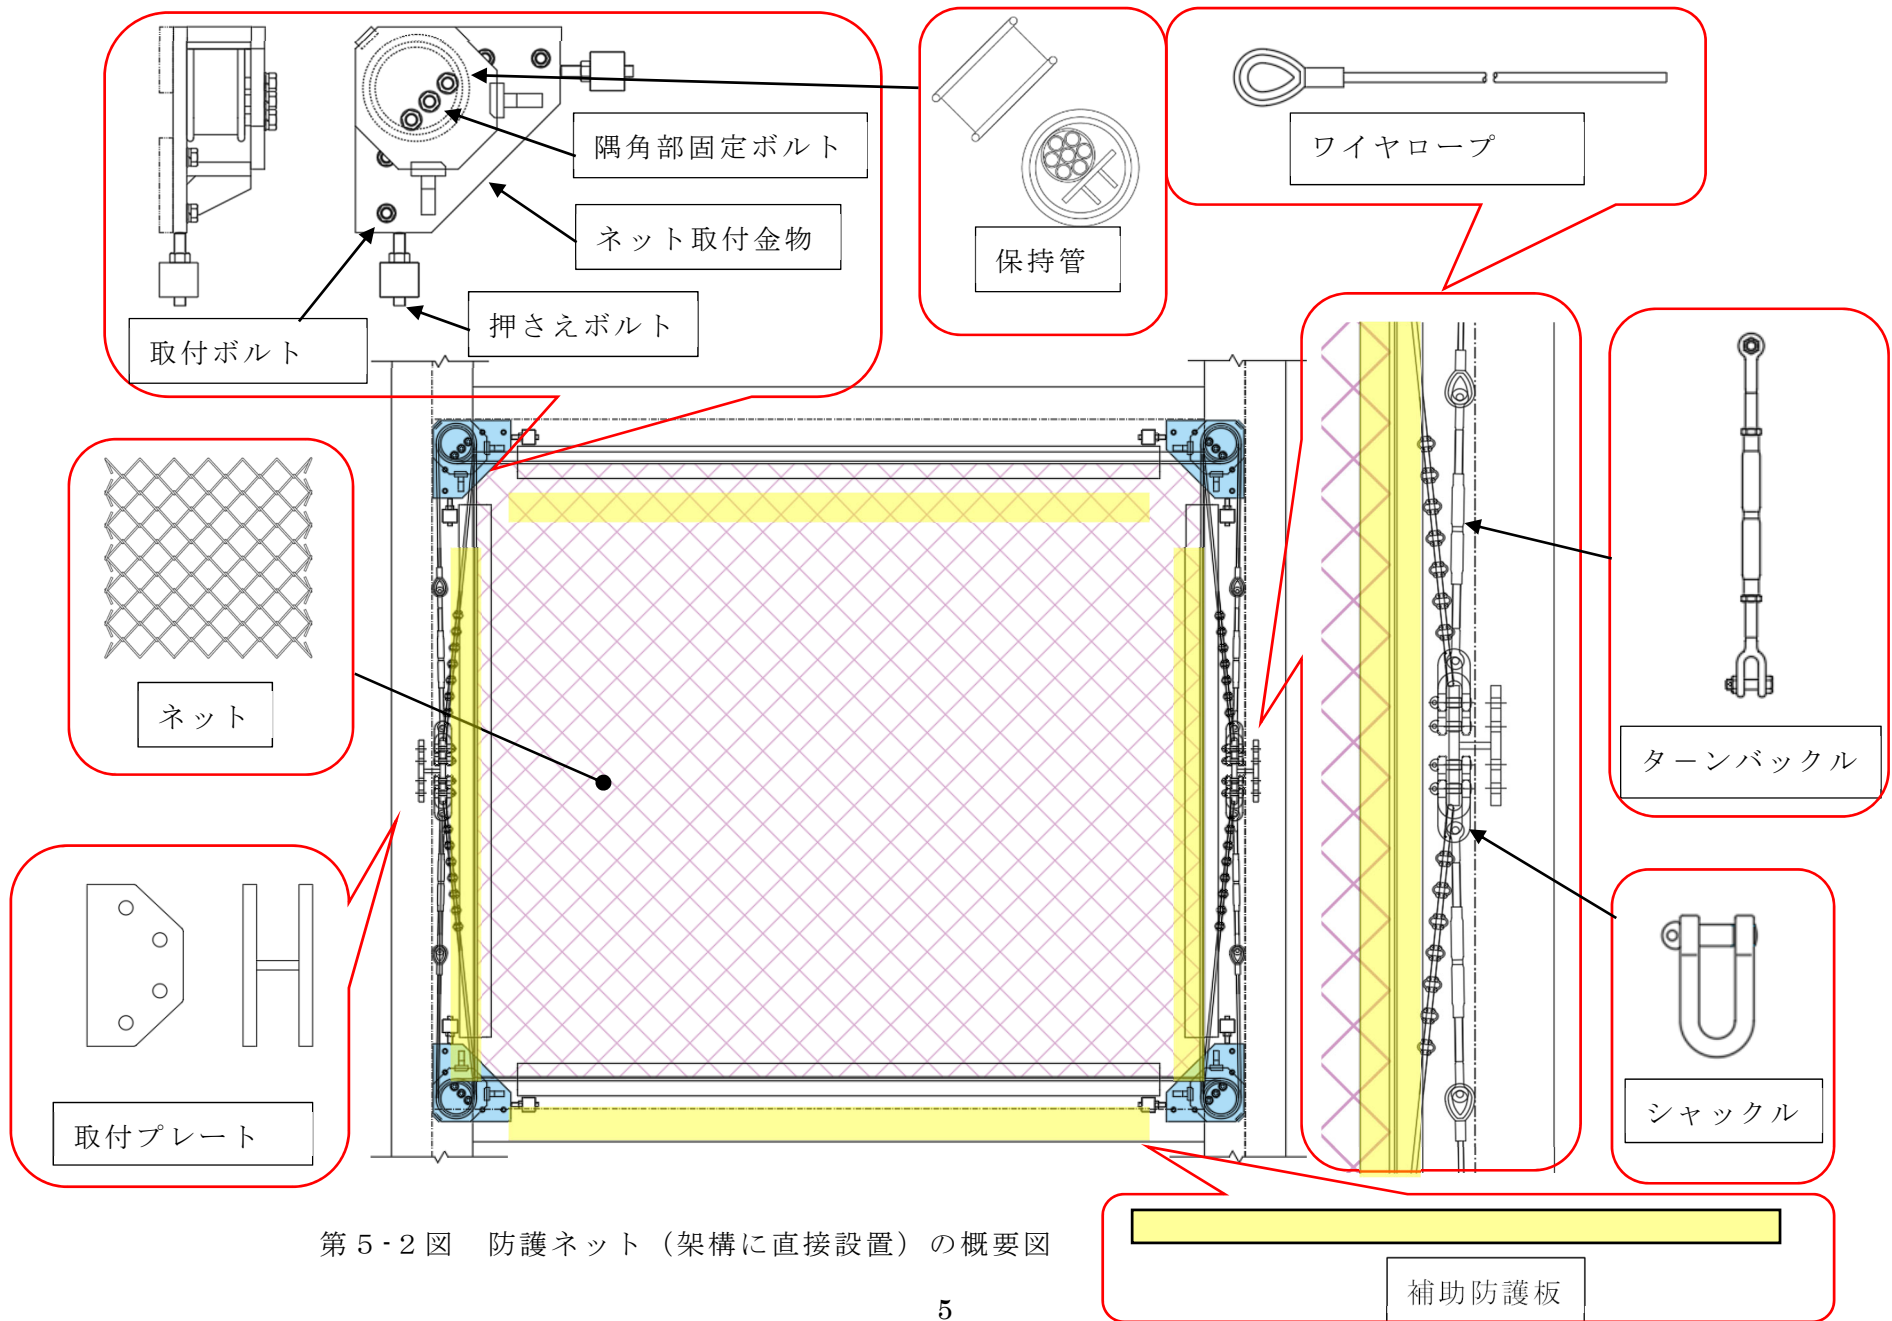 隅角部固定ボルト
ネット取付金物
押さえボルト
取付ボルト
保持管
ワイヤロープ
ネット
ターンバックル
取付プレート
シャックル
補助防護板
第5-2図 防護ネット（架構に直接設置）の概要図
5